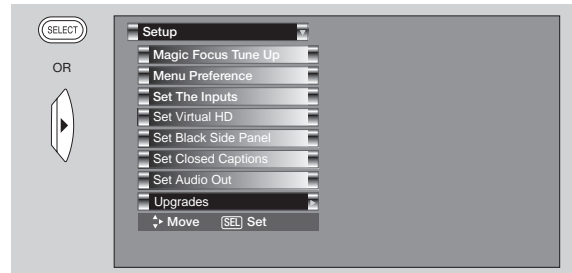 SELECT
OR
Setup
Magic Focus Tune Up
Menu Preference
Set The Inputs
Set Virtual HD
Set Black Side Panel
Set Closed Captions
Set Audio Out
Upgrades
Move SEL Set